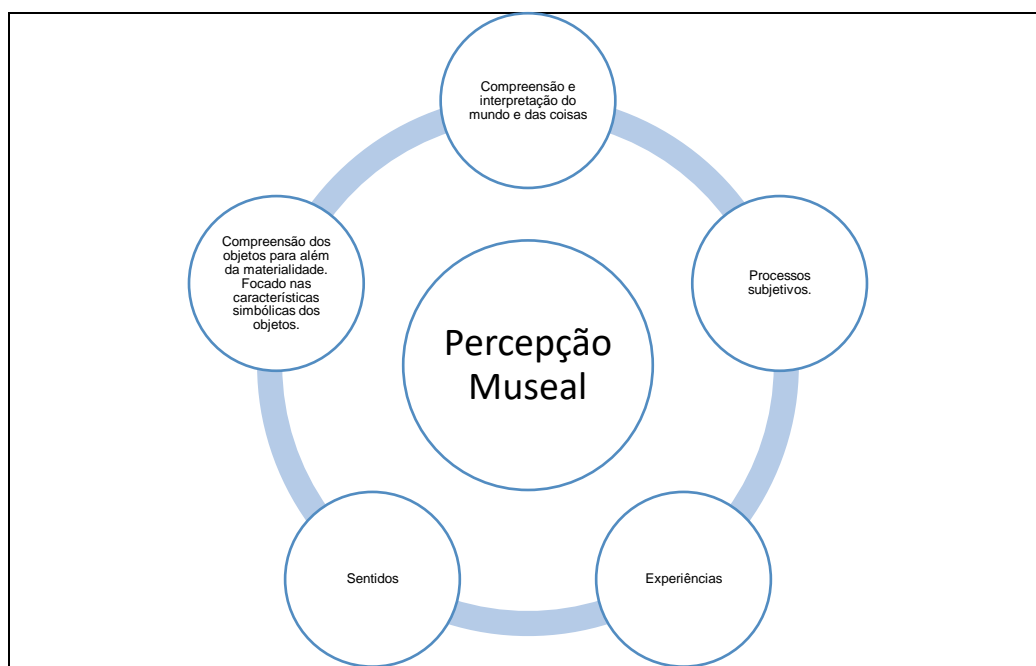 Compreensão e
interpretação do
mundo e das coisas
Compreensão dos
objetos para além
da materialidade.
Focado nas
características
simbólicas dos
objetos.
Processos
subjetivos.
Percepção
Museal
Sentidos
Experiências